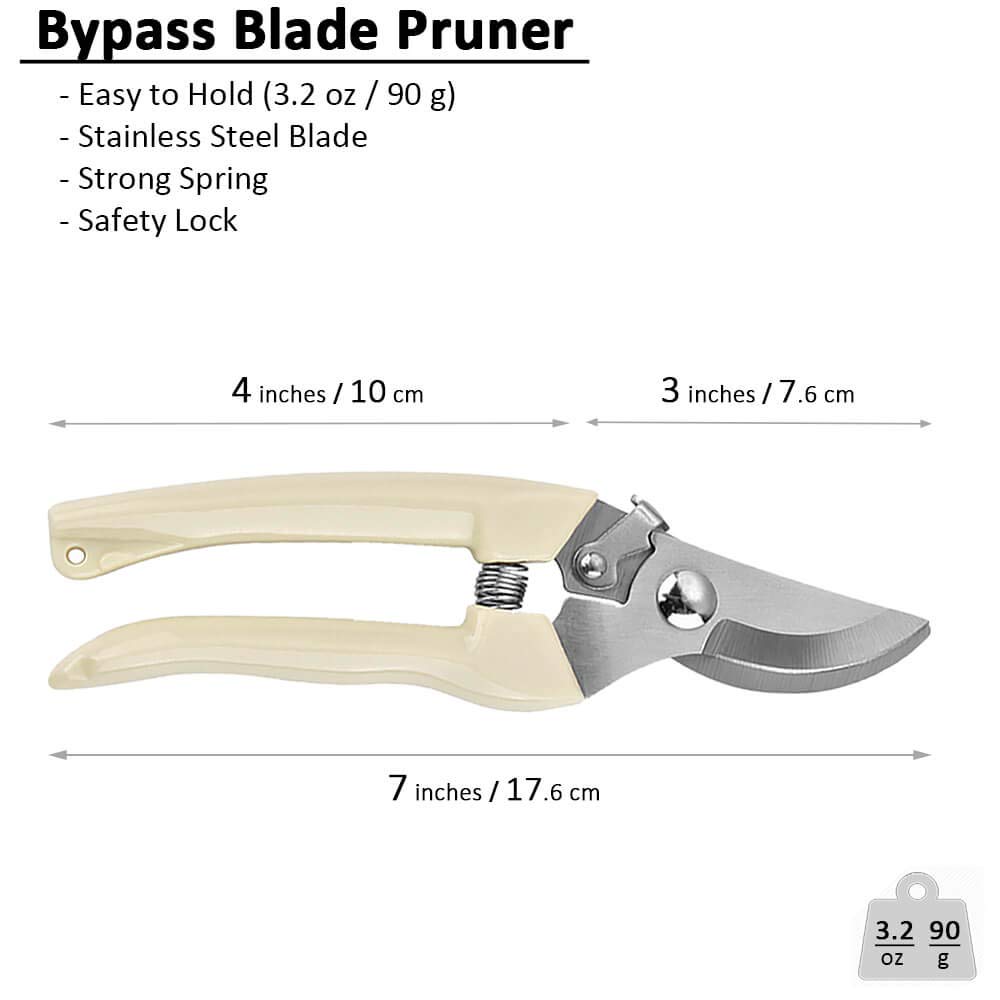 Bypass Blade Pruner
- Easy to Hold (3.2 oz / 90 g)
- Stainless Steel Blade
- Strong Spring
- Safety Lock
4 inches / 10 cm
3 inches / 7.6 cm
7 inches / 17.6 cm
3.2 90
oz g